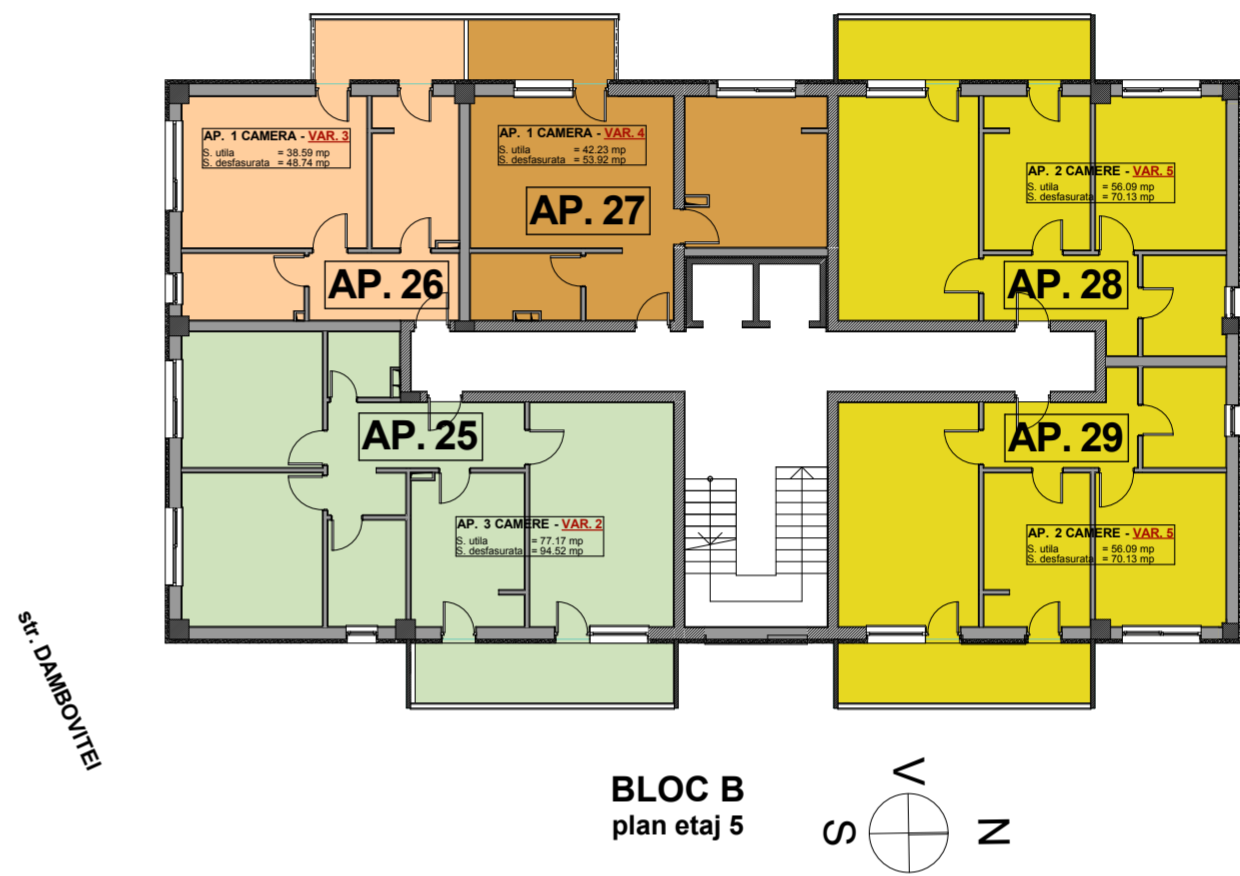 AP. 1 CAMERA - VAR. 3
S. utila = 38.59 mp
S. desfasurata = 48.74 mp
AP. 26
AP. 1 CAMERA - VAR. 4
S. utila = 42.23 mp
S. desfasurata = 53.92 mp
AP. 27
AP. 2 CAMERE - VAR. 5
S. utila = 56.09 mp
S. desfasurata = 70.13 mp
AP. 28
AP. 25
AP. 3 CAMERE - VAR. 2
S. utila = 77.17 mp
S. desfasurata = 94.52 mp
AP. 29
AP. 2 CAMERE - VAR. 5
S. utila = 56.09 mp
S. desfasurata = 70.13 mp
str. DAMBOVITEI
BLOC B
plan etaj 5
V
S
N